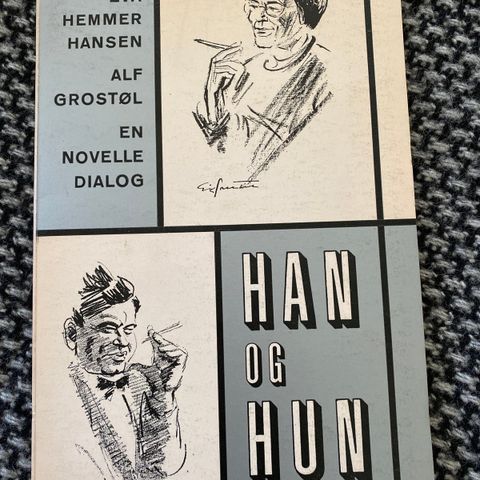 HEMMER
HANSEN
ALF
GROSTØL
EN
NOVELLE
DIALOG
HAN
OG
HUN